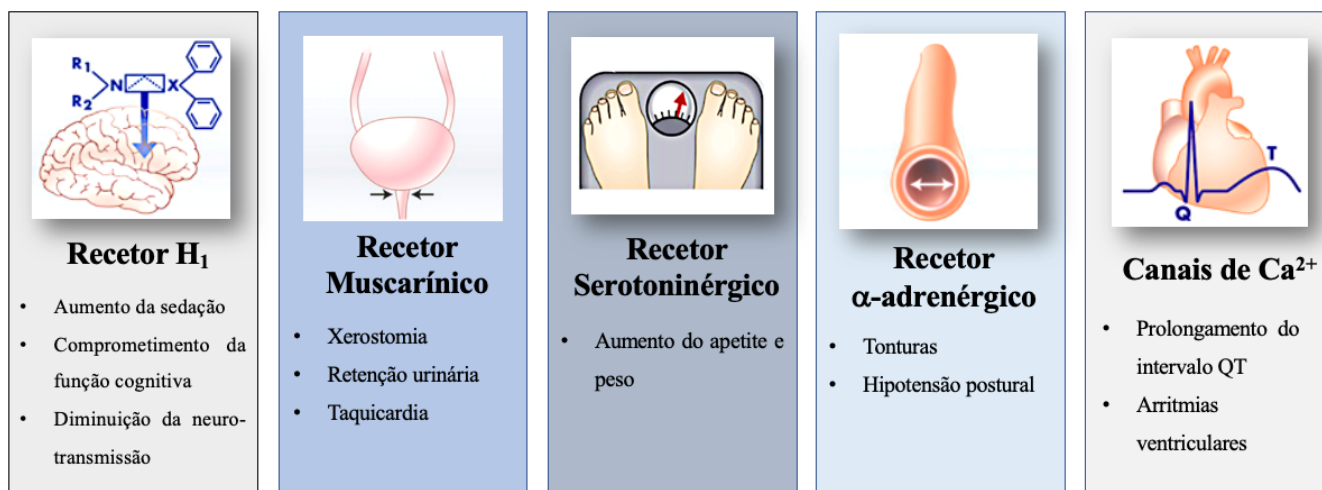 R1
R2
N
X
Recetor H1
• Aumento da sedação
• Comprometimento da
função cognitiva
• Diminuição da neuro-
transmissão
Recetor
Muscarínico
• Xerostomia
• Retenção urinária
• Taquicardia
Recetor
Serotoninérgico
• Aumento do apetite e
peso
Recetor
α-adrenérgico
• Tonturas
• Hipotensão postural
T
Q
Canais de Ca²⁺
• Prolongamento do
intervalo QT
• Arritmias
ventriculares